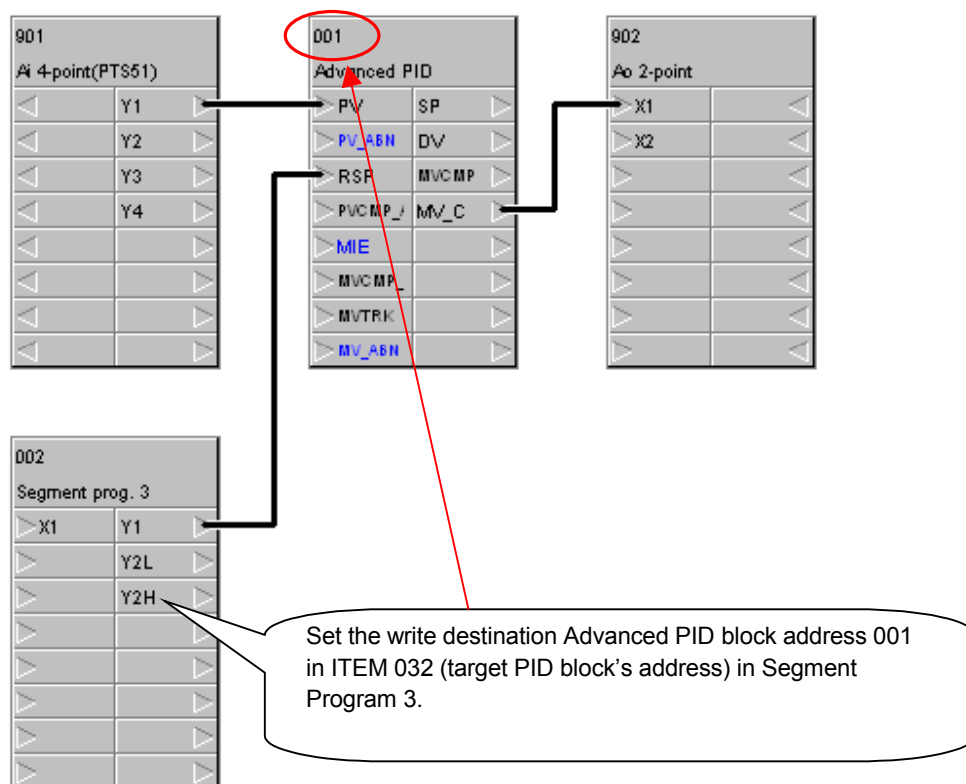 901
Ai 4-point(PTS51)
Y1
Y2
Y3
Y4
001
Advanced PID
PV SP
PV_ABN DV
RSP MVCMP
PVCMP_/ MV_C
MIE
MVCMP_
MVTRK
MV_ABN
902
Ao 2-point
X1
X2
002
Segment prog. 3
X1 Y1
Y2L
Y2H
Set the write destination Advanced PID block address 001
in ITEM 032 (target PID block's address) in Segment
Program 3.